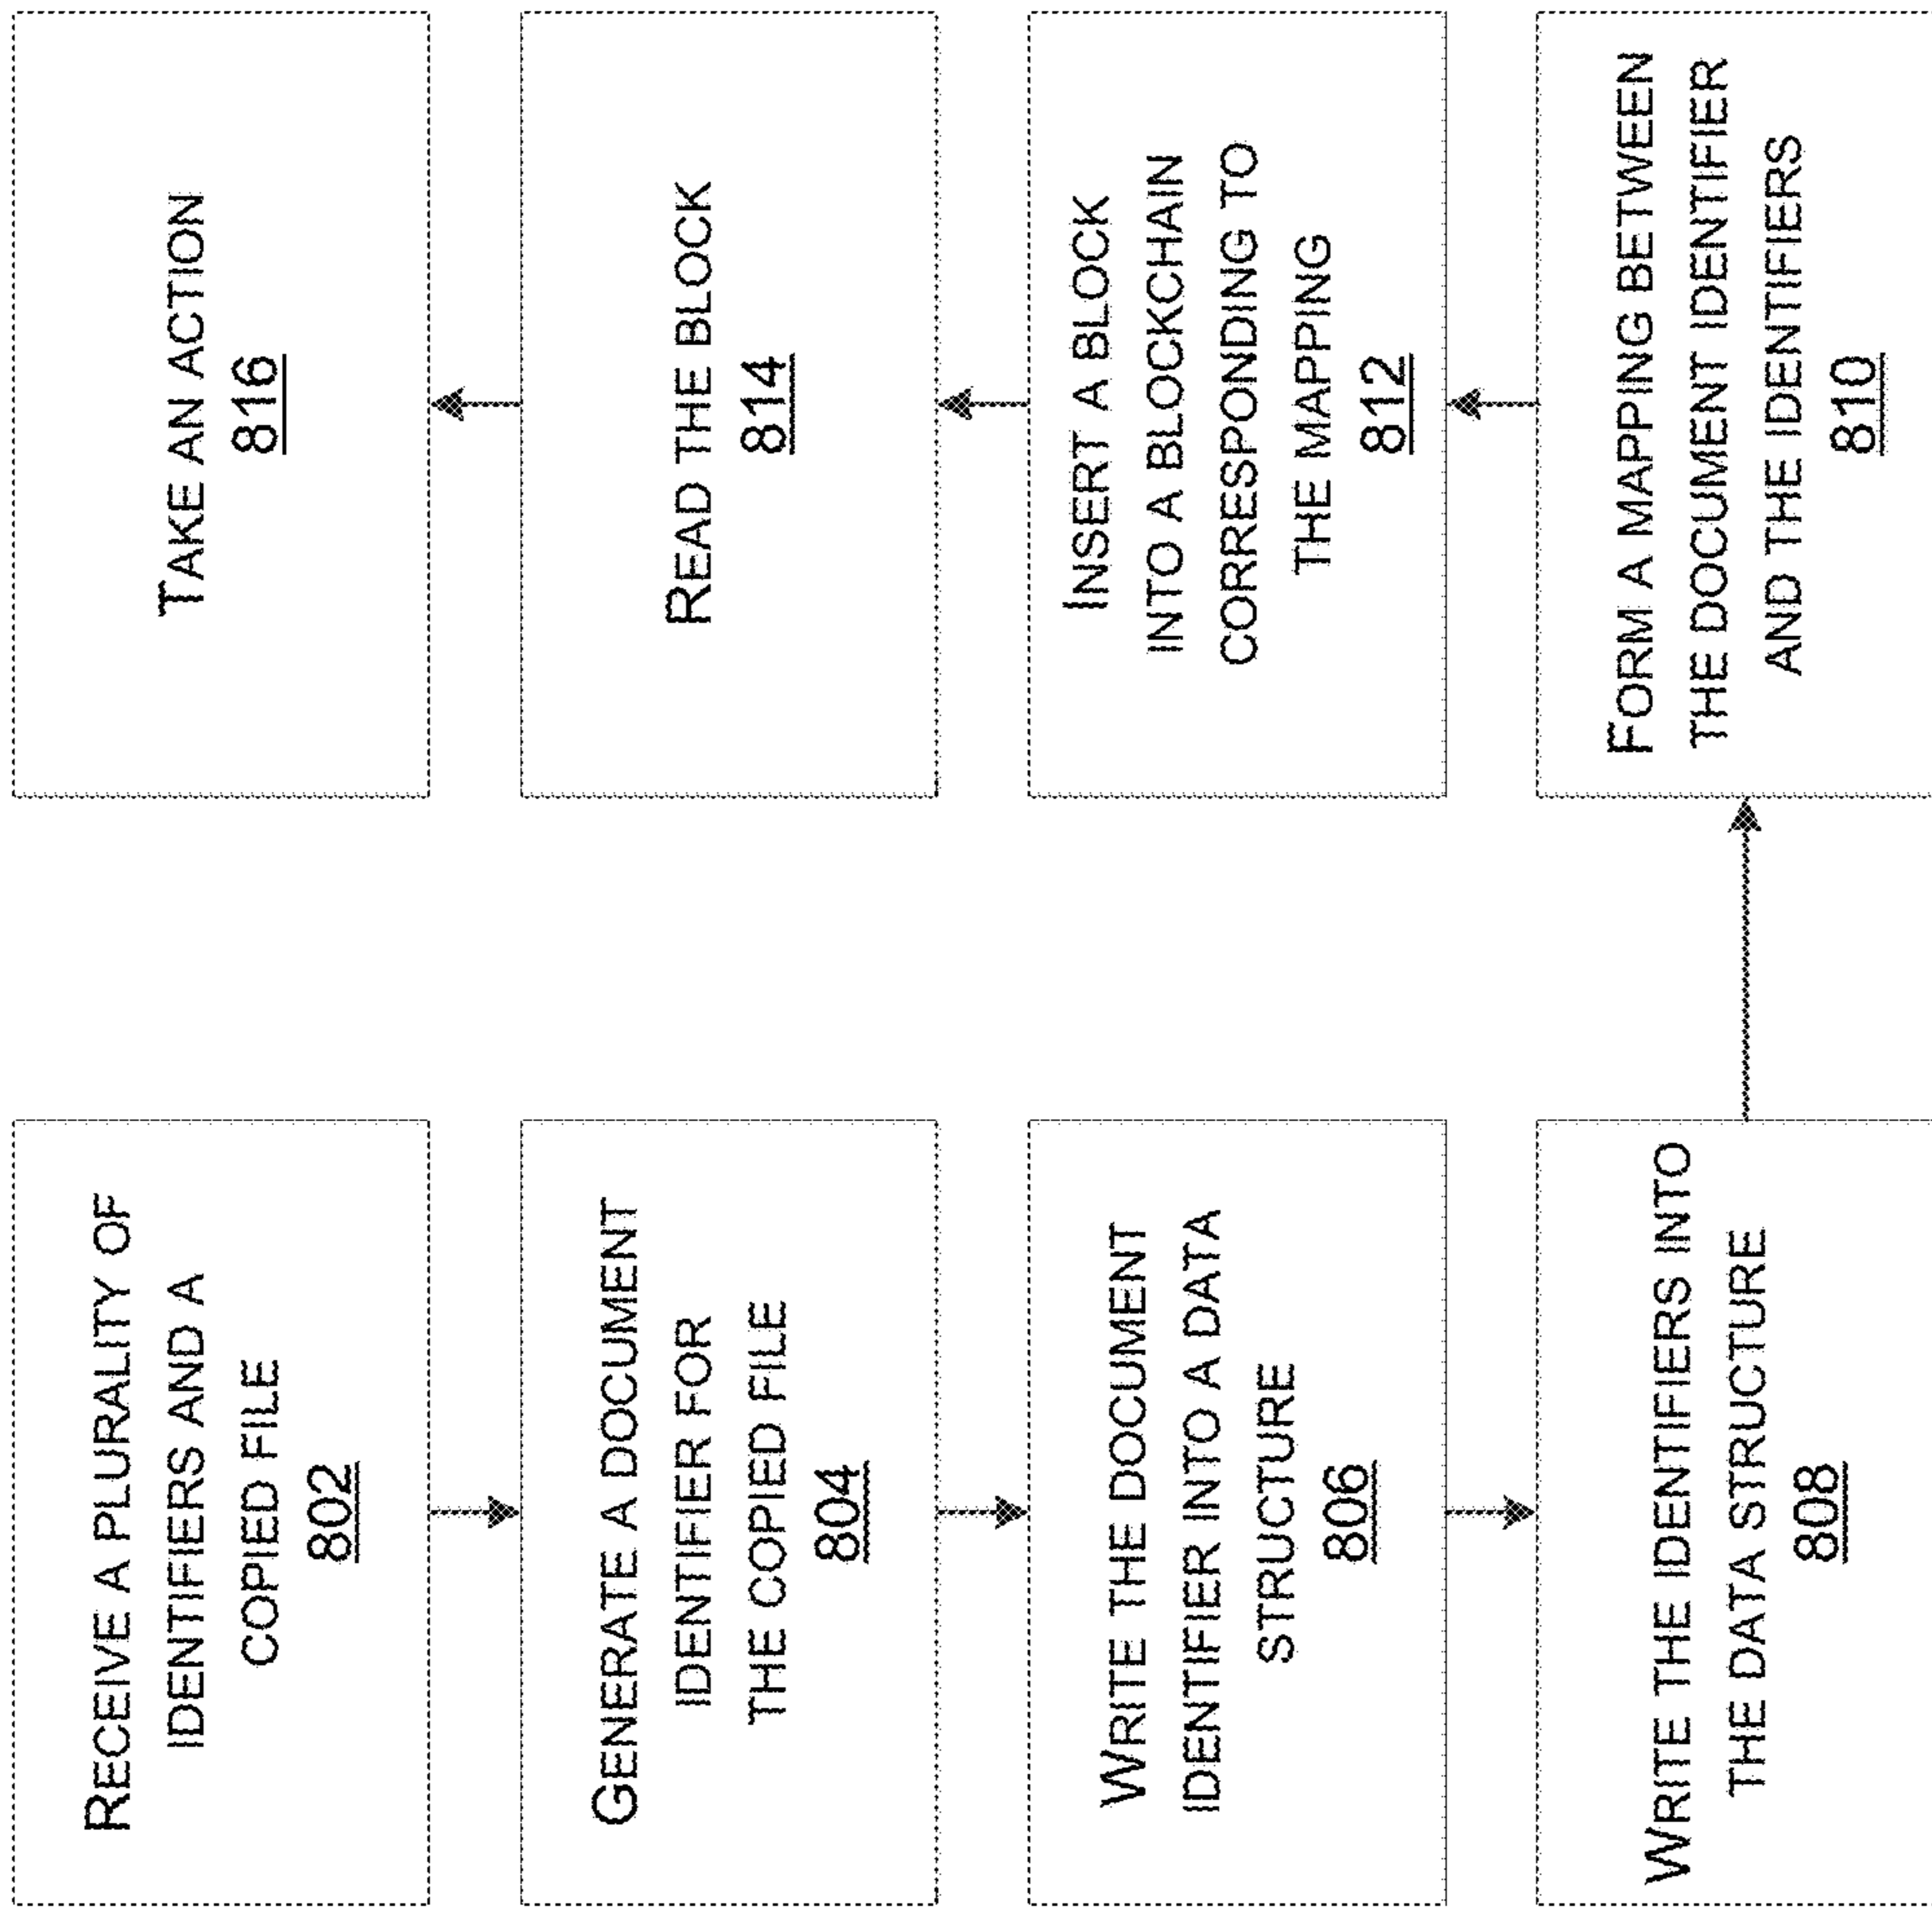 RECEIVE A PLURALITY OF
IDENTIFIERS AND A
COPIED FILE
802
GENERATE A DOCUMENT
IDENTIFIER FOR
THE COPIED FILE
804
WRITE THE DOCUMENT
IDENTIFIER INTO A DATA
STRUCTURE
806
WRITE THE IDENTIFIERS INTO
THE DATA STRUCTURE
808
FORM A MAPPING BETWEEN
THE DOCUMENT IDENTIFIER
AND THE IDENTIFIERS
810
INSERT A BLOCK
INTO A BLOCKCHAIN
CORRESPONDING TO
THE MAPPING
812
READ THE BLOCK
814
TAKE AN ACTION
816